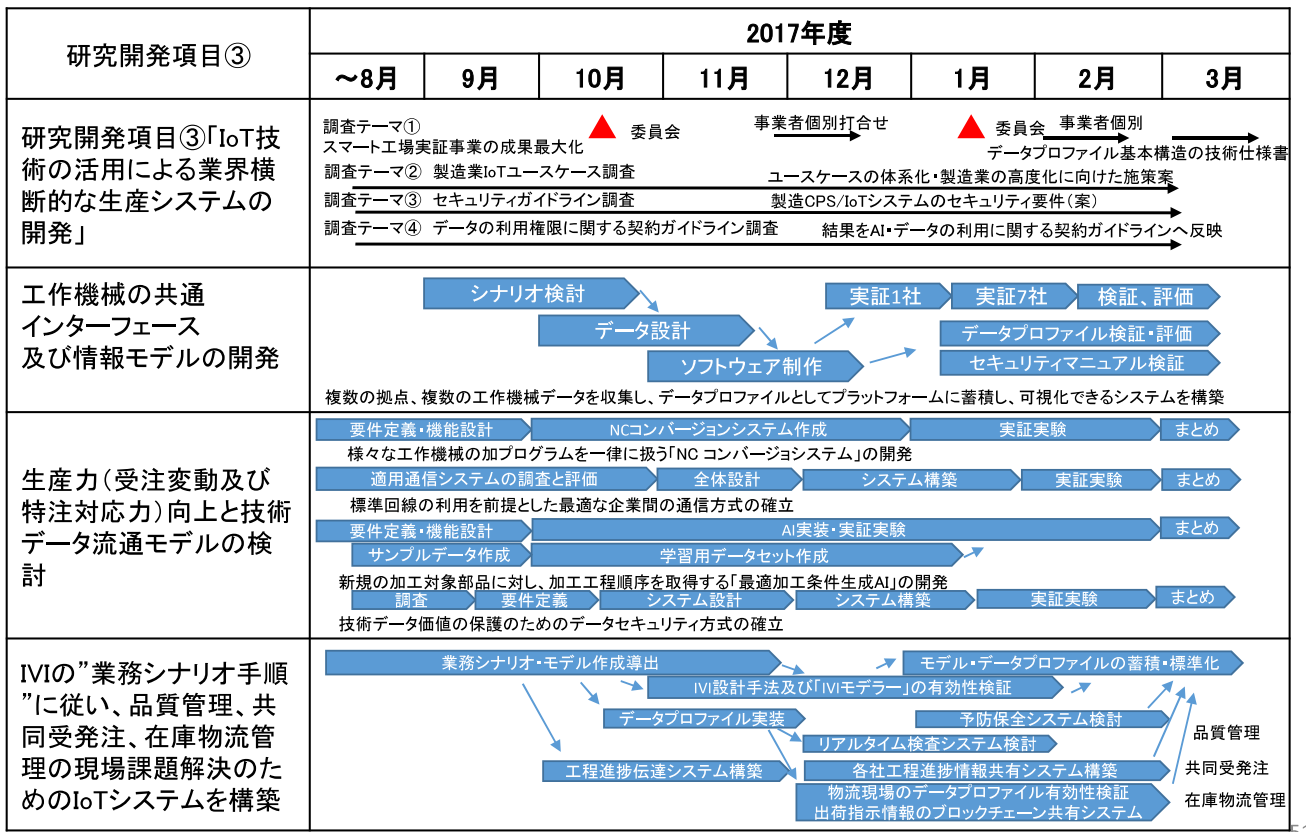 研究開発項目③
2017年度
～8月
9月
10月
11月
12月
1月
2月
3月
研究開発項目③「IoT技
術の活用による業界横
断的な生産システムの
開発」
調査テーマ①
スマート工場実証事業の成果最大化
委員会
事業者個別打合せ
委員会
事業者個別
データプロファイル基本構造の技術仕様書
調査テーマ② 製造業IoTユースケース調査
ユースケースの体系化・製造業の高度化に向けた施策案
調査テーマ③ セキュリティガイドライン調査
製造CPS/IoTシステムのセキュリティ要件（案）
調査テーマ④ データの利用権限に関する契約ガイドライン調査
結果をAI・データの利用に関する契約ガイドラインへ反映
工作機械の共通
インターフェース
及び情報モデルの開発
シナリオ検討
実証1社
実証7社
検証、評価
データ設計
データプロファイル検証・評価
ソフトウェア制作
セキュリティマニュアル検証
複数の拠点、複数の工作機械データを収集し、データプロファイルとしてプラットフォームに蓄積し、可視化できるシステムを構築
生産力（受注変動及び
特注対応力）向上と技術
データ流通モデルの検
討
要件定義・機能設計
NCコンバージョンシステム作成
実証実験
まとめ
様々な工作機械の加プログラムを一律に扱う「NC コンバージョシステム」の開発
適用通信システムの調査と評価
全体設計
システム構築
実証実験
まとめ
標準回線の利用を前提とした最適な企業間の通信方式の確立
要件定義・機能設計
AI実装・実証実験
まとめ
サンプルデータ作成
学習用データセット作成
新規の加工対象部品に対し、加工工程順序を取得する「最適加工条件生成AI」の開発
調査
要件定義
システム設計
システム構築
実証実験
まとめ
技術データ価値の保護のためのデータセキュリティ方式の確立
IVIの”業務シナリオ手順
”に従い、品質管理、共
同受発注、在庫物流管
理の現場課題解決のた
めのIoTシステムを構築
業務シナリオ・モデル作成導出
モデル・データプロファイルの蓄積・標準化
IVI設計手法及び「IVIモデラー」の有効性検証
データプロファイル実装
予防保全システム検討
品質管理
リアルタイム検査システム検討
工程進捗伝達システム構築
各社工程進捗情報共有システム構築
共同受発注
物流現場のデータプロファイル有効性検証
出荷指示情報のブロックチェーン共有システム
在庫物流管理